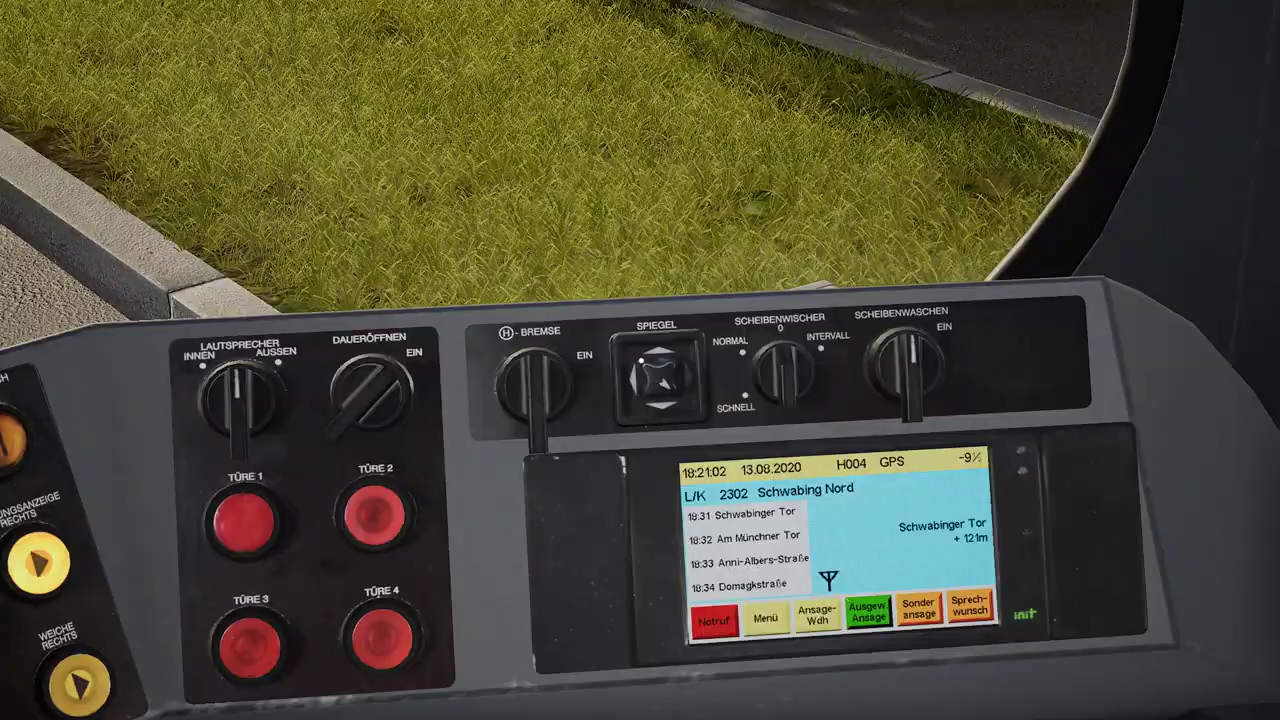 LAUTSPRECHER
INNEN AUSSEN
DAUERÖFFNEN
EIN
TÜRE 1
TÜRE 2
TÜRE 3
TÜRE 4
RECHTS
WEICHE
RECHTS
H - BREMSE
EIN
SPIEGEL
SCHEIBENWISCHER
0
NORMAL INTERVALL
SCHNELL
SCHEIBENWASCHEN
EIN
18:21:02 13.08.2020 H004 GPS
L/K 2302 Schwabing Nord
18:31 Schwabinger Tor
18:32 Am Münchner Tor
18:33 Anni-Albers-Straße
18:34 Domagkstraße
Schwabinger Tor
+ 121m
Notruf
Menü
Ansage-
Wdh
Ausgew.
Ansage
Sonder
ansage
Sprech-
wunsch
init